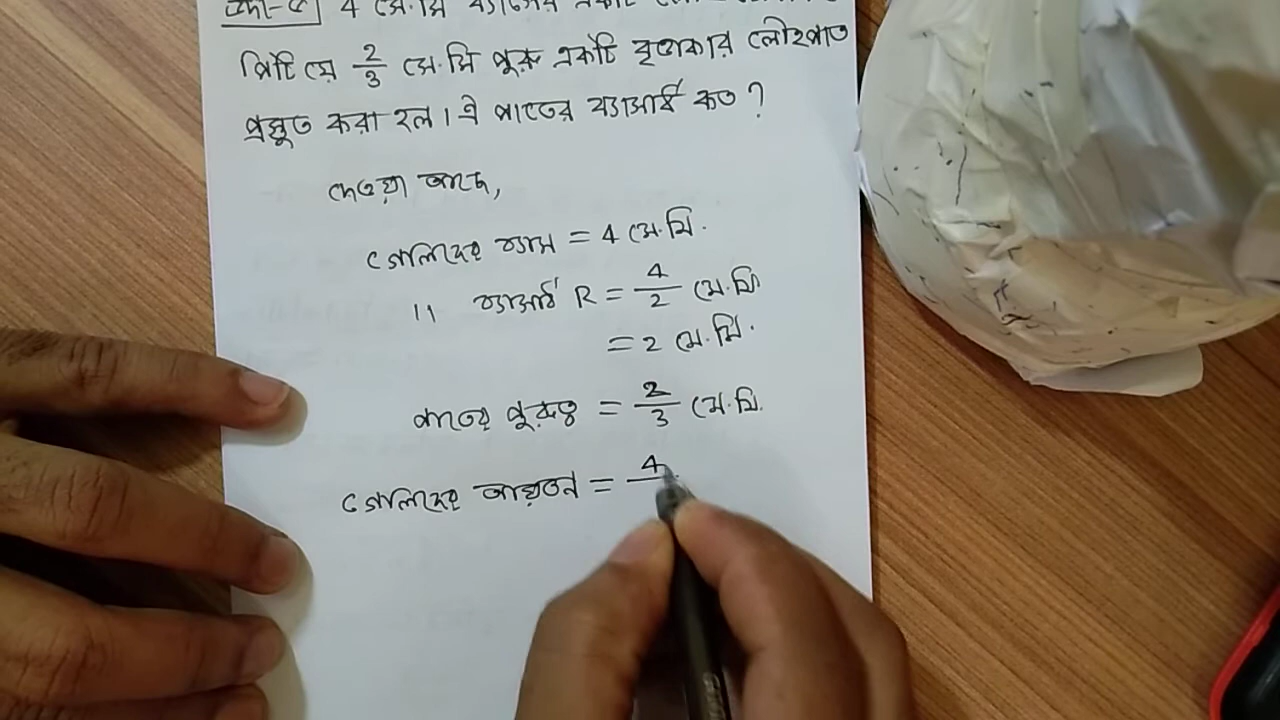 4 সে.মি ব্যাসের একটি
পিটিয়ে 2/3 সে.মি পুরু একটি বৃত্তাকার লৌহপাত
প্রস্তুত করা হল। ঐ পাতের ব্যাসার্ধ কত ?
দেওয়া আছে,
গোলকের ব্যাস = 4 সে.মি.
〃 ব্যাসার্ধ R = 4/2 সে.মি
= 2 সে.মি.
পাতের পুরুত্ব = 2/3 সে.মি.
গোলকের আয়তন = 4